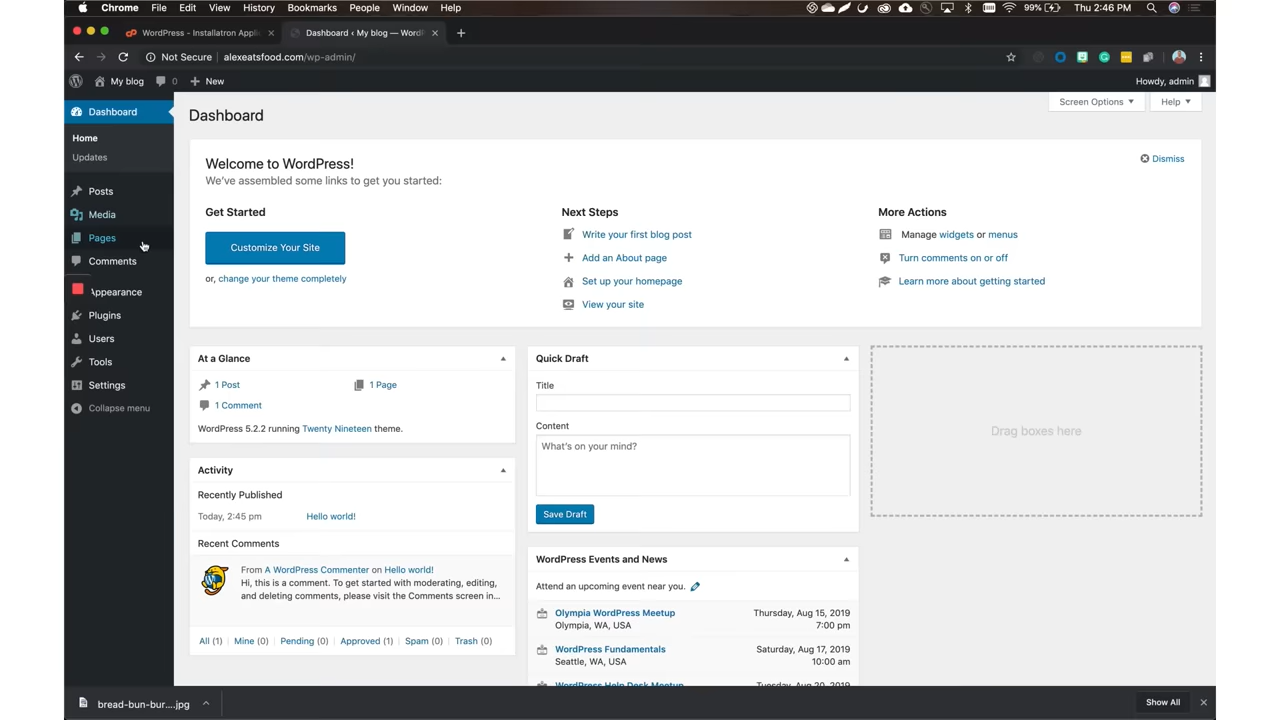 Chrome File Edit View History Bookmarks People Window Help 99% Thu 2:46 PM
WordPress - Installatron Appli × Dashboard ‹ My blog — WordP × +
Not Secure alexeatsfood.com/wp-admin/
My blog 0 + New Howdy, admin
Dashboard
Home
Updates
Posts
Media
Pages
Comments
Appearance
Plugins
Users
Tools
Settings
Collapse menu
Screen Options Help
Dashboard
Welcome to WordPress!
We've assembled some links to get you started:
Dismiss
Get Started
Customize Your Site
or, change your theme completely
Next Steps
Write your first blog post
Add an About page
Set up your homepage
View your site
More Actions
Manage widgets or menus
Turn comments on or off
Learn more about getting started
At a Glance
1 Post 1 Page
1 Comment
WordPress 5.2.2 running Twenty Nineteen theme.
Activity
Recently Published
Today, 2:45 pm Hello world!
Recent Comments
From A WordPress Commenter on Hello world!
Hi, this is a comment. To get started with moderating, editing,
and deleting comments, please visit the Comments screen in...
All (1) | Mine (0) | Pending (0) | Approved (1) | Spam (0) | Trash (0)
Quick Draft
Title
Content
What's on your mind?
Save Draft
WordPress Events and News
Attend an upcoming event near you.
Olympia WordPress Meetup Thursday, Aug 15, 2019
Olympia, WA, USA 7:00 pm
WordPress Fundamentals Saturday, Aug 17, 2019
Seattle, WA, USA 10:00 am
WordPress Help Desk Meetup Tuesday, Aug 20, 2019
Drag boxes here
bread-bun-bur....jpg Show All